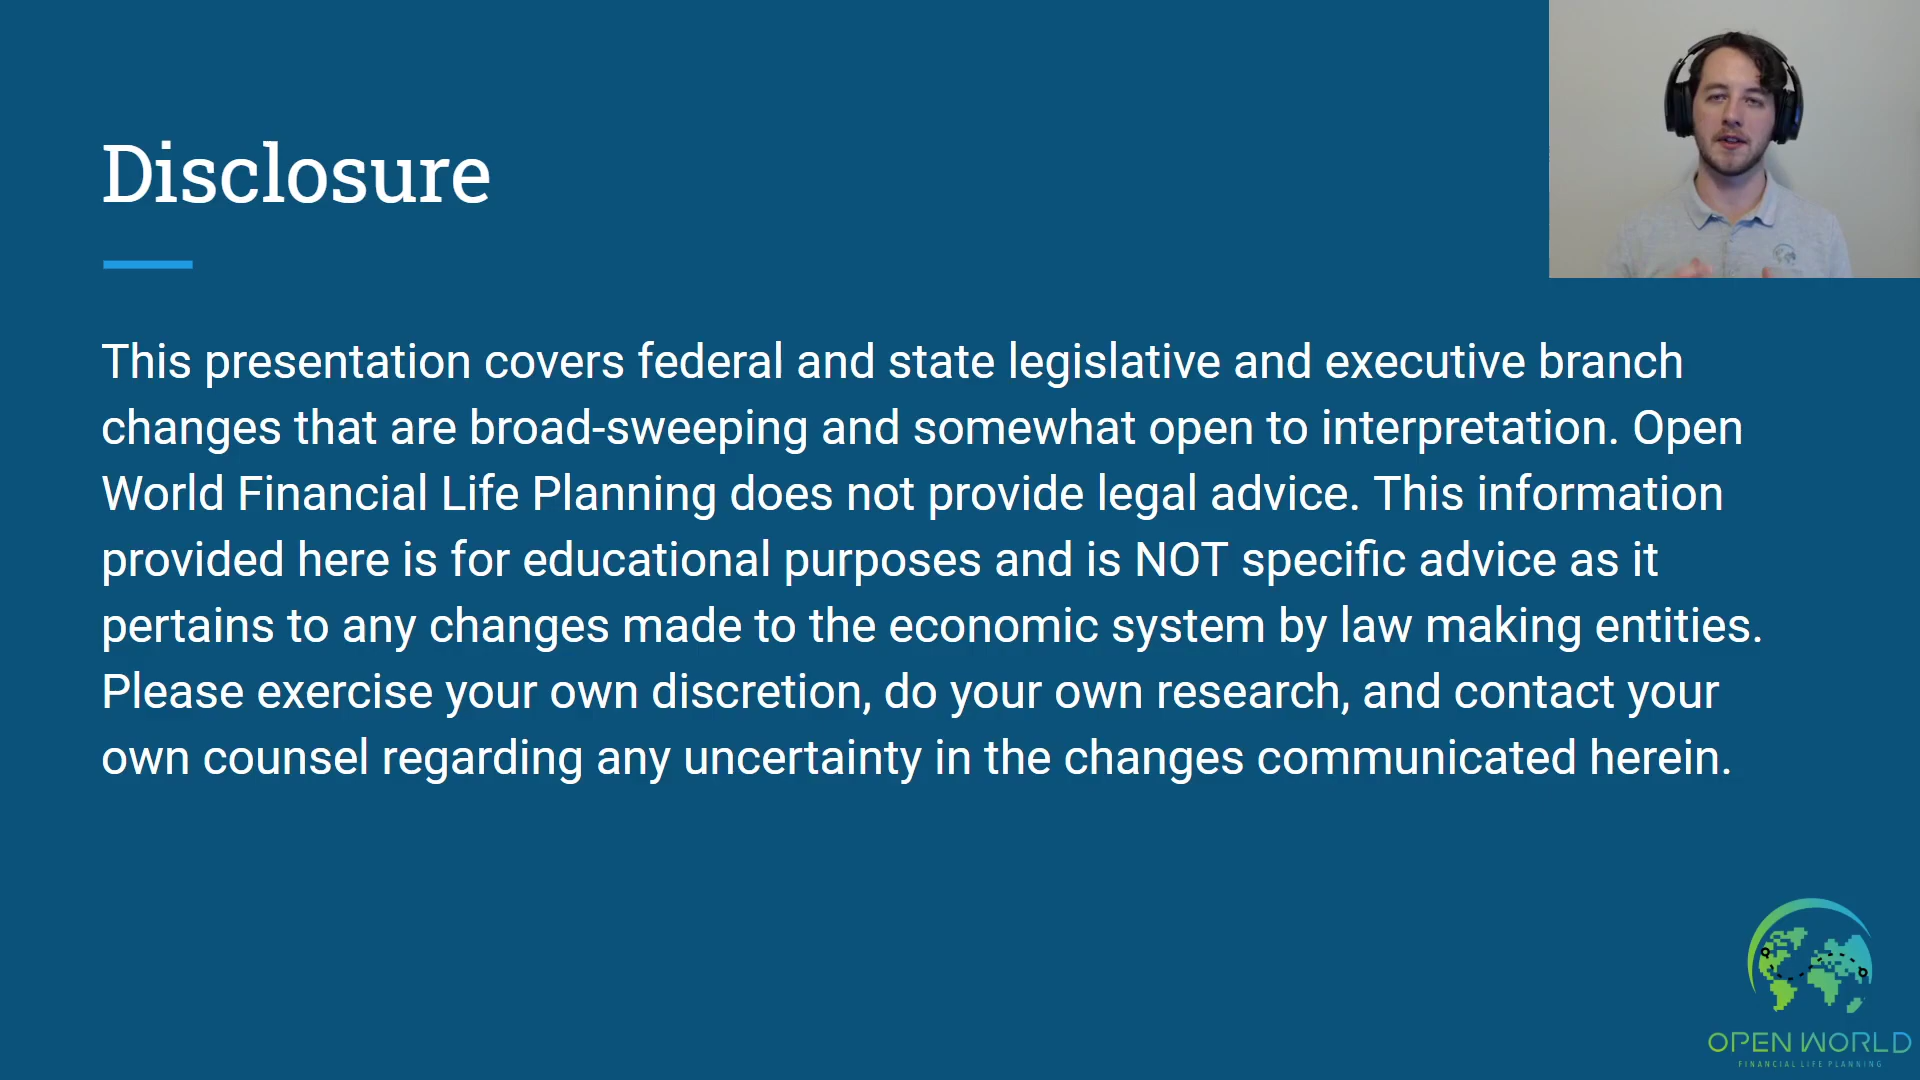 Disclosure
This presentation covers federal and state legislative and executive branch
changes that are broad-sweeping and somewhat open to interpretation. Open
World Financial Life Planning does not provide legal advice. This information
provided here is for educational purposes and is NOT specific advice as it
pertains to any changes made to the economic system by law making entities.
Please exercise your own discretion, do your own research, and contact your
own counsel regarding any uncertainty in the changes communicated herein.
OPEN WORLD
FINANCIAL LIFE PLANNING